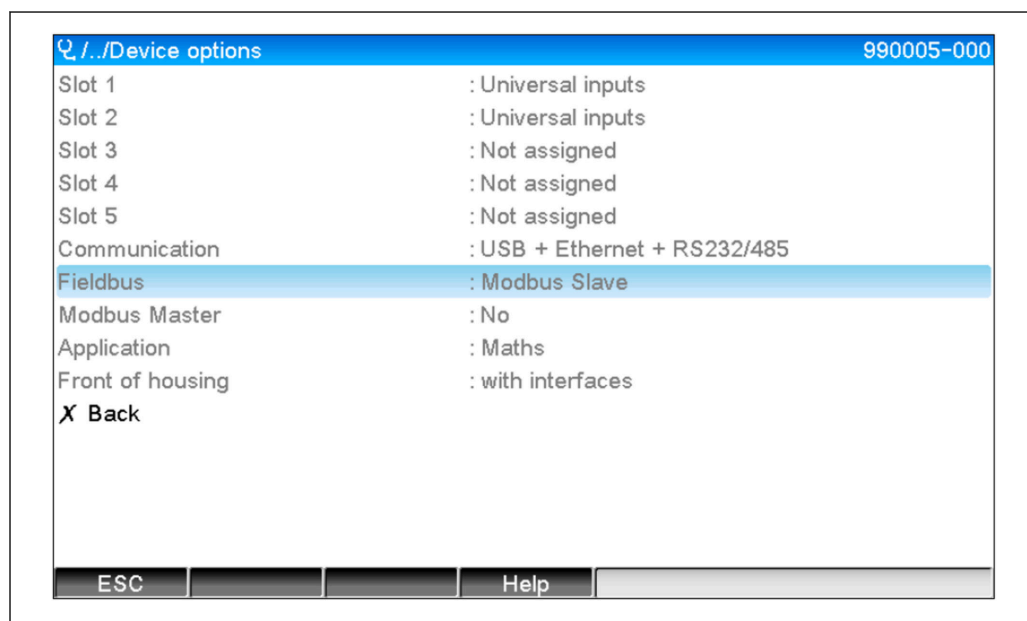 /../Device options 990005-000
Slot 1 : Universal inputs
Slot 2 : Universal inputs
Slot 3 : Not assigned
Slot 4 : Not assigned
Slot 5 : Not assigned
Communication : USB + Ethernet + RS232/485
Fieldbus : Modbus Slave
Modbus Master : No
Application : Maths
Front of housing : with interfaces
X Back
ESC Help